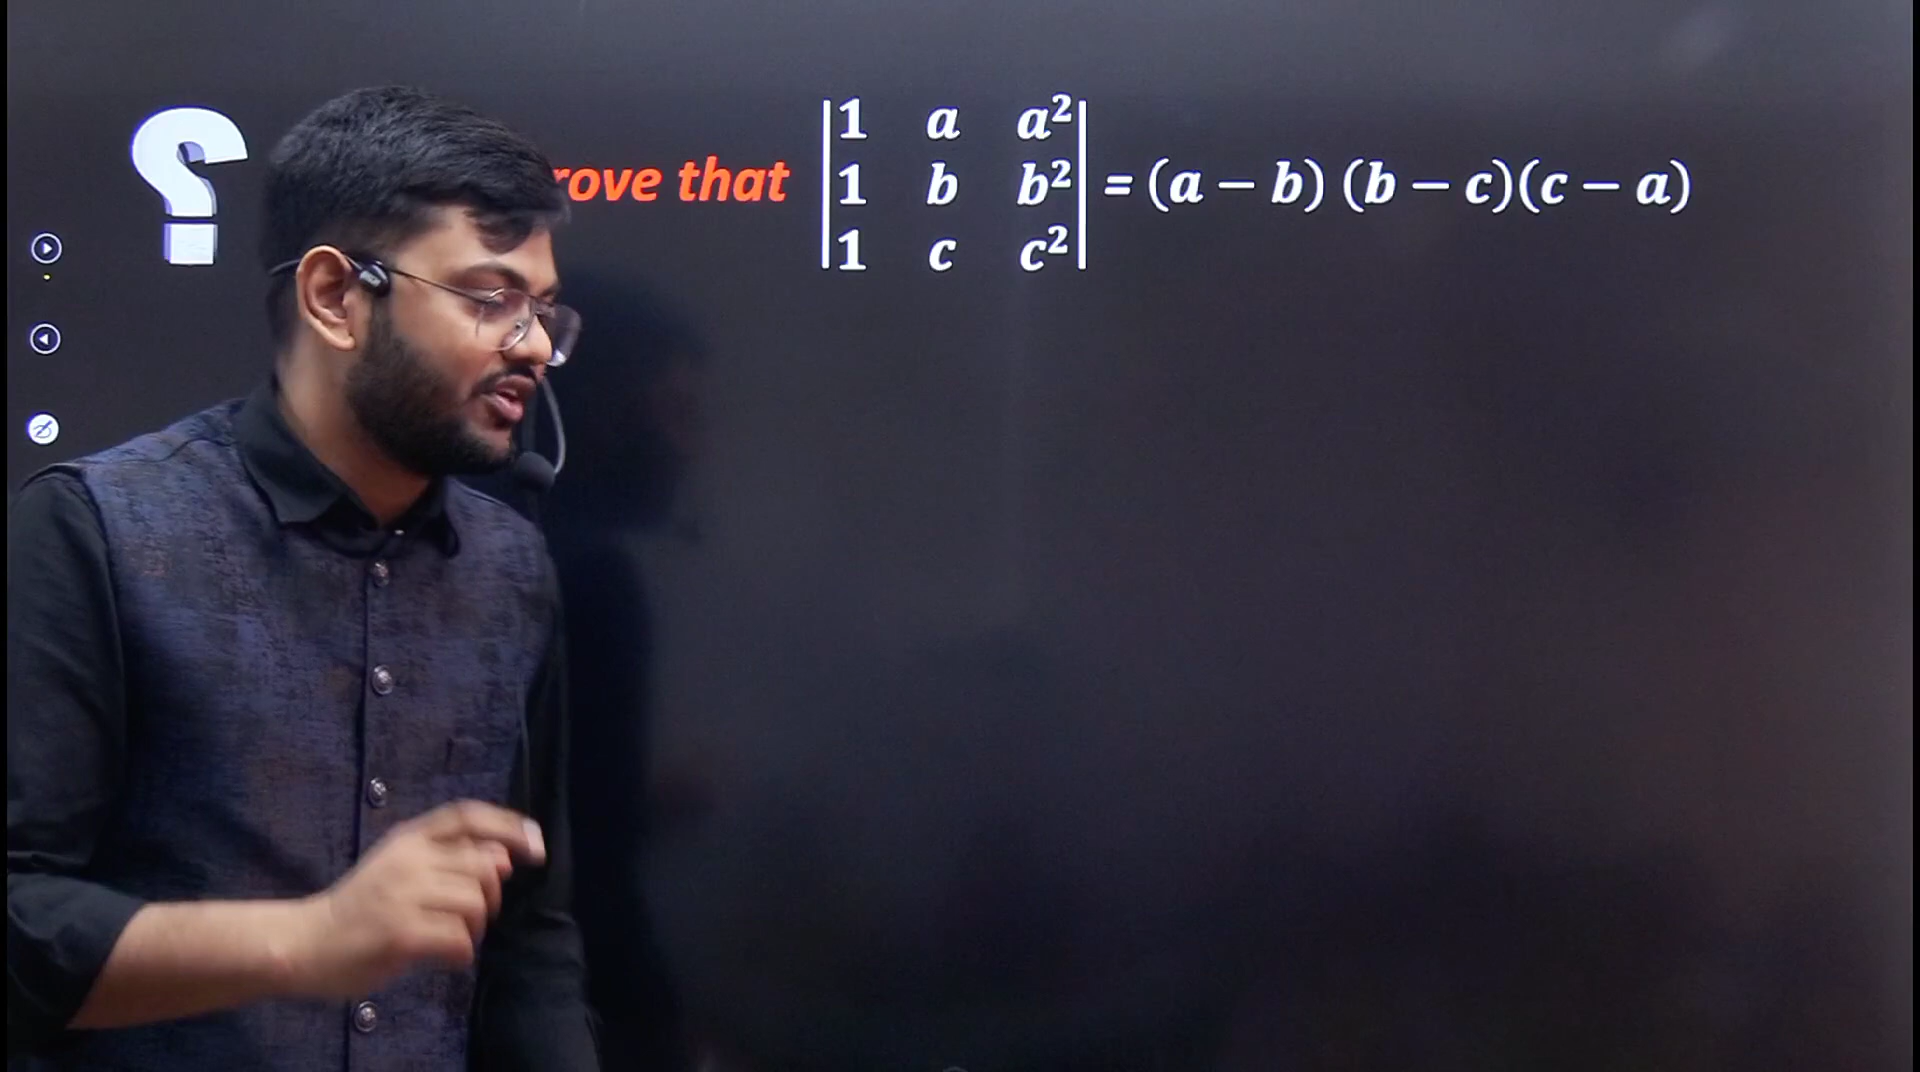 ?
rove that | 1 a a² | = (a − b) (b − c)(c − a)
| 1 b b² |
| 1 c c² |